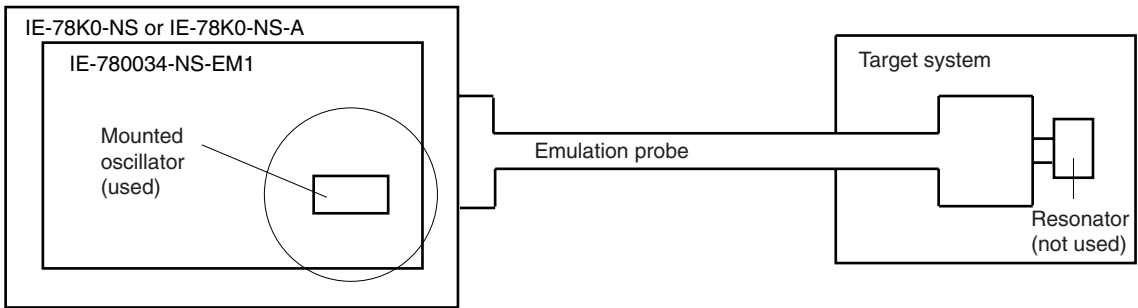 IE-78K0-NS or IE-78K0-NS-A
IE-780034-NS-EM1
Mounted
oscillator
(used)
Emulation probe
Target system
Resonator
(not used)